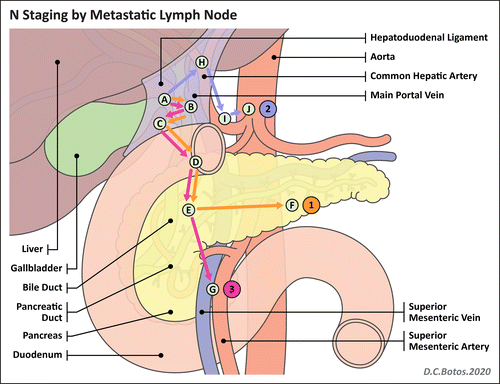 N Staging by Metastatic Lymph Node
Hepatoduodenal Ligament
Aorta
Common Hepatic Artery
Main Portal Vein
H
A
B
C
I
J
2
D
E
F
1
G
3
Liver
Gallbladder
Bile Duct
Pancreatic
Duct
Pancreas
Duodenum
Superior
Mesenteric Vein
Superior
Mesenteric Artery
D.C.Botos.2020